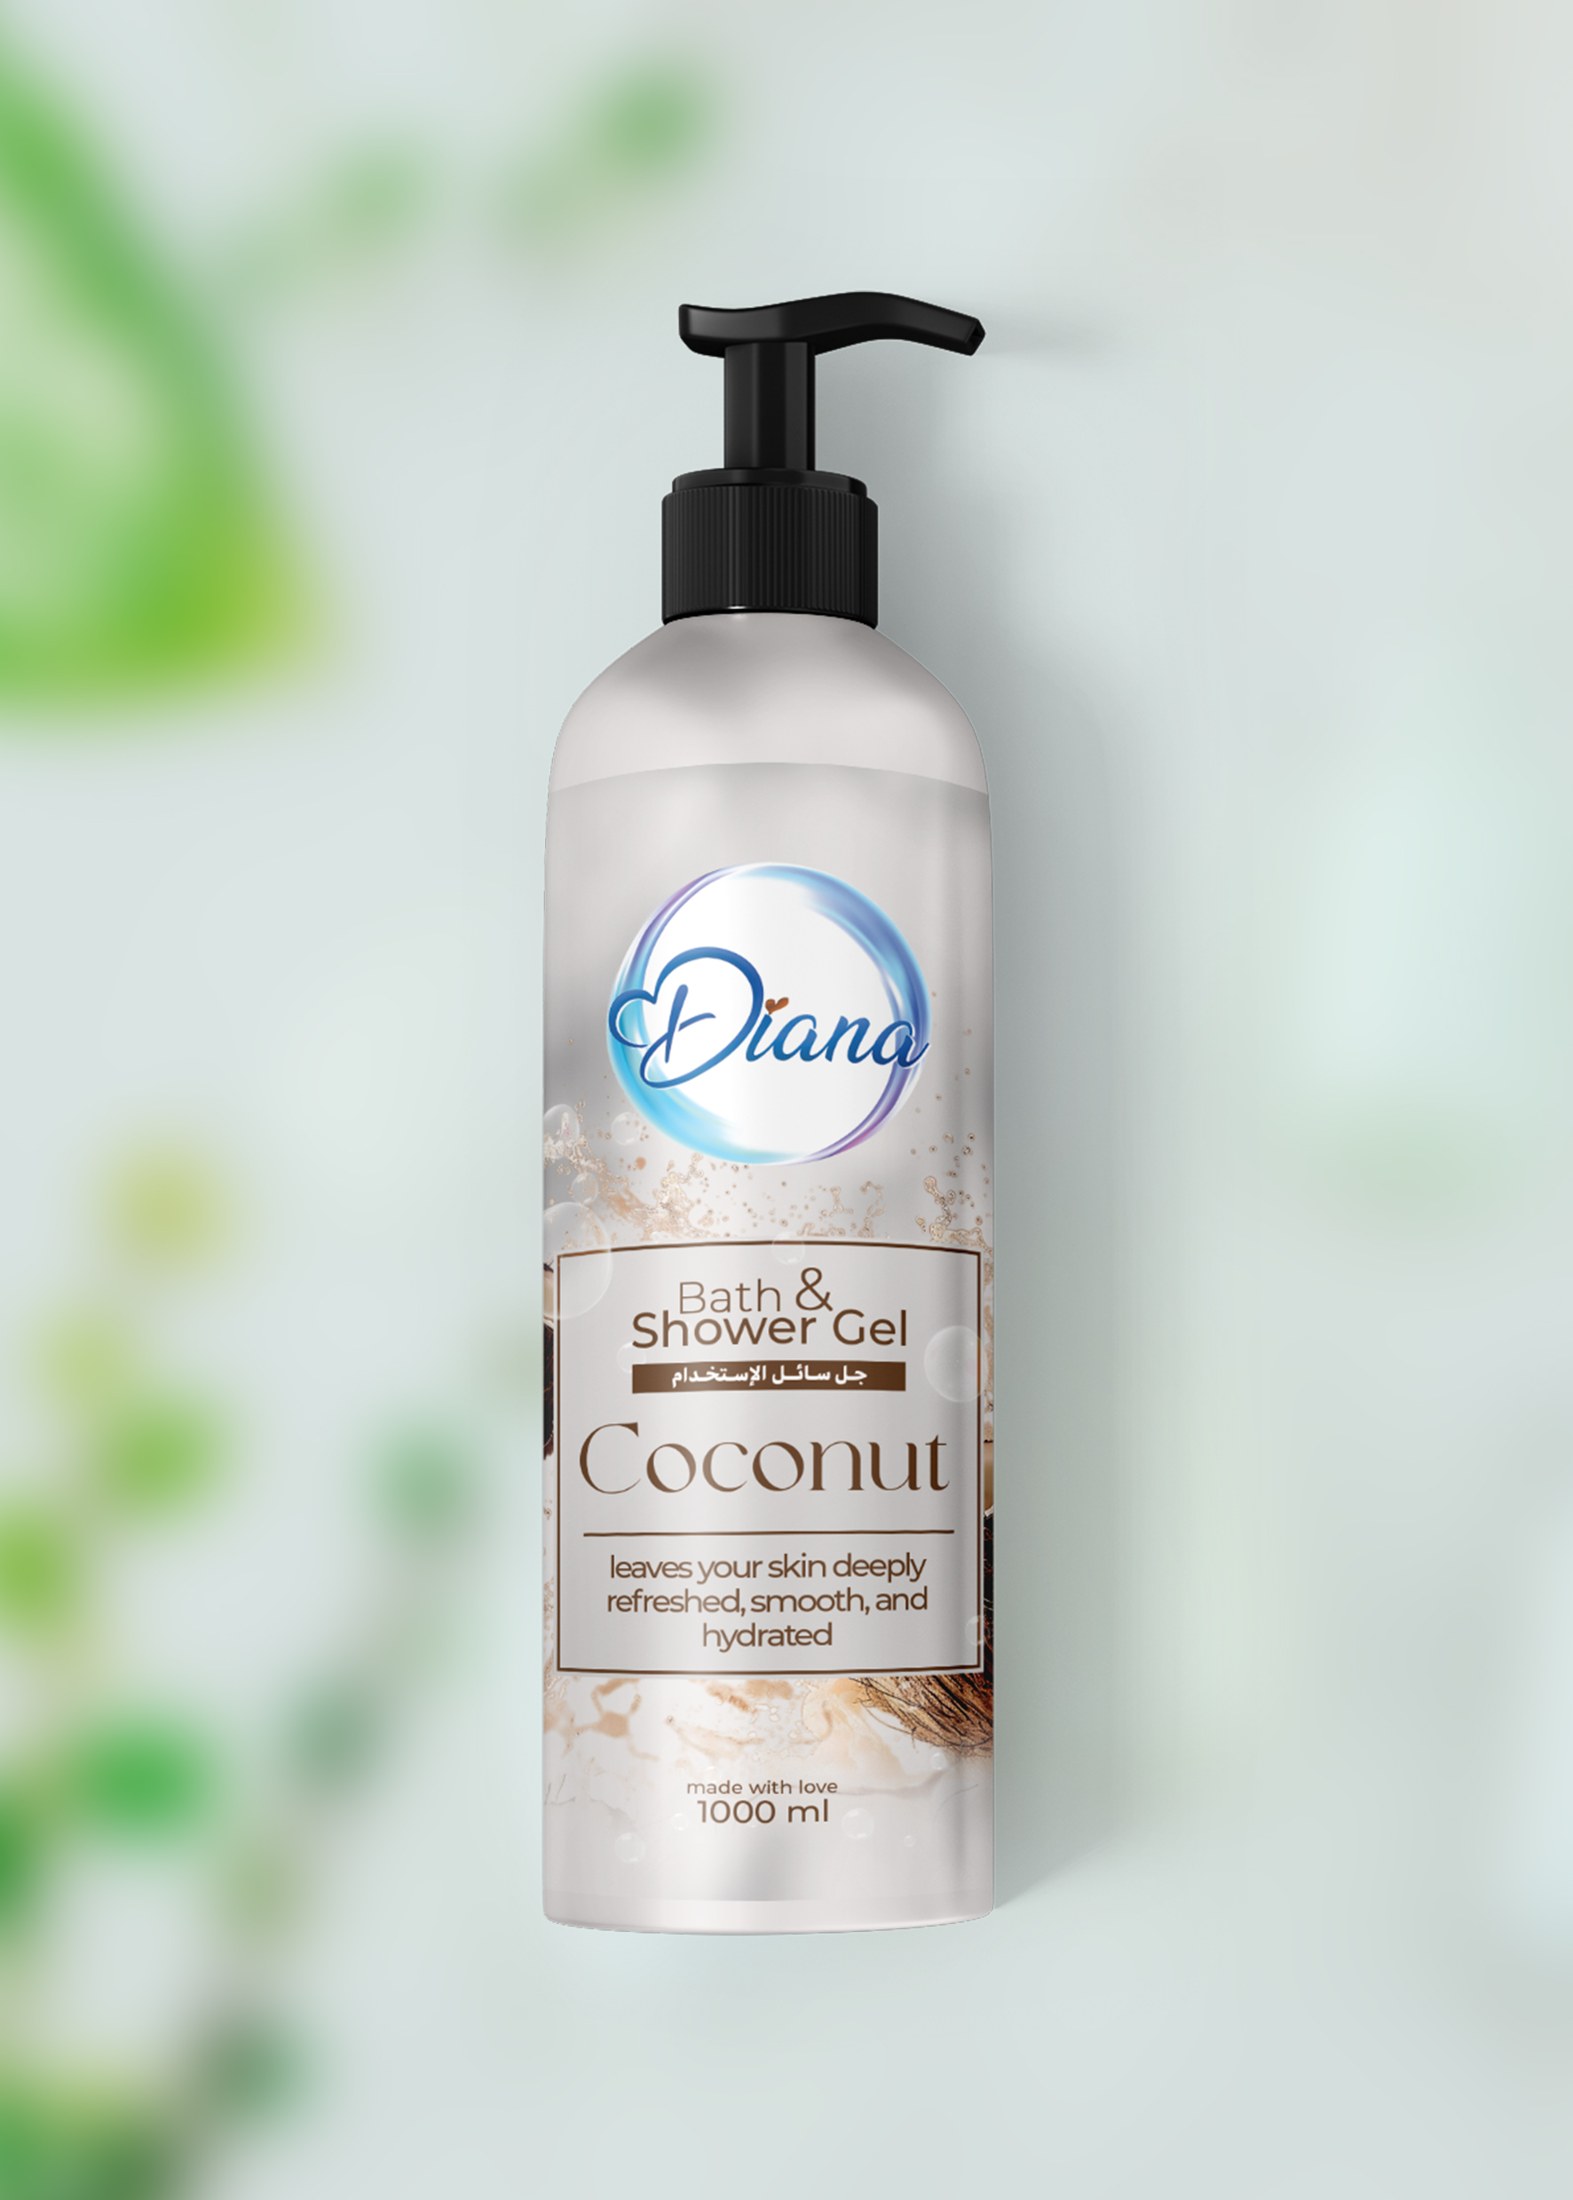 Diana
Bath &
Shower Gel
جل سائل الإستخدام
Coconut
leaves your skin deeply
refreshed, smooth, and
hydrated
made with love
1000 ml